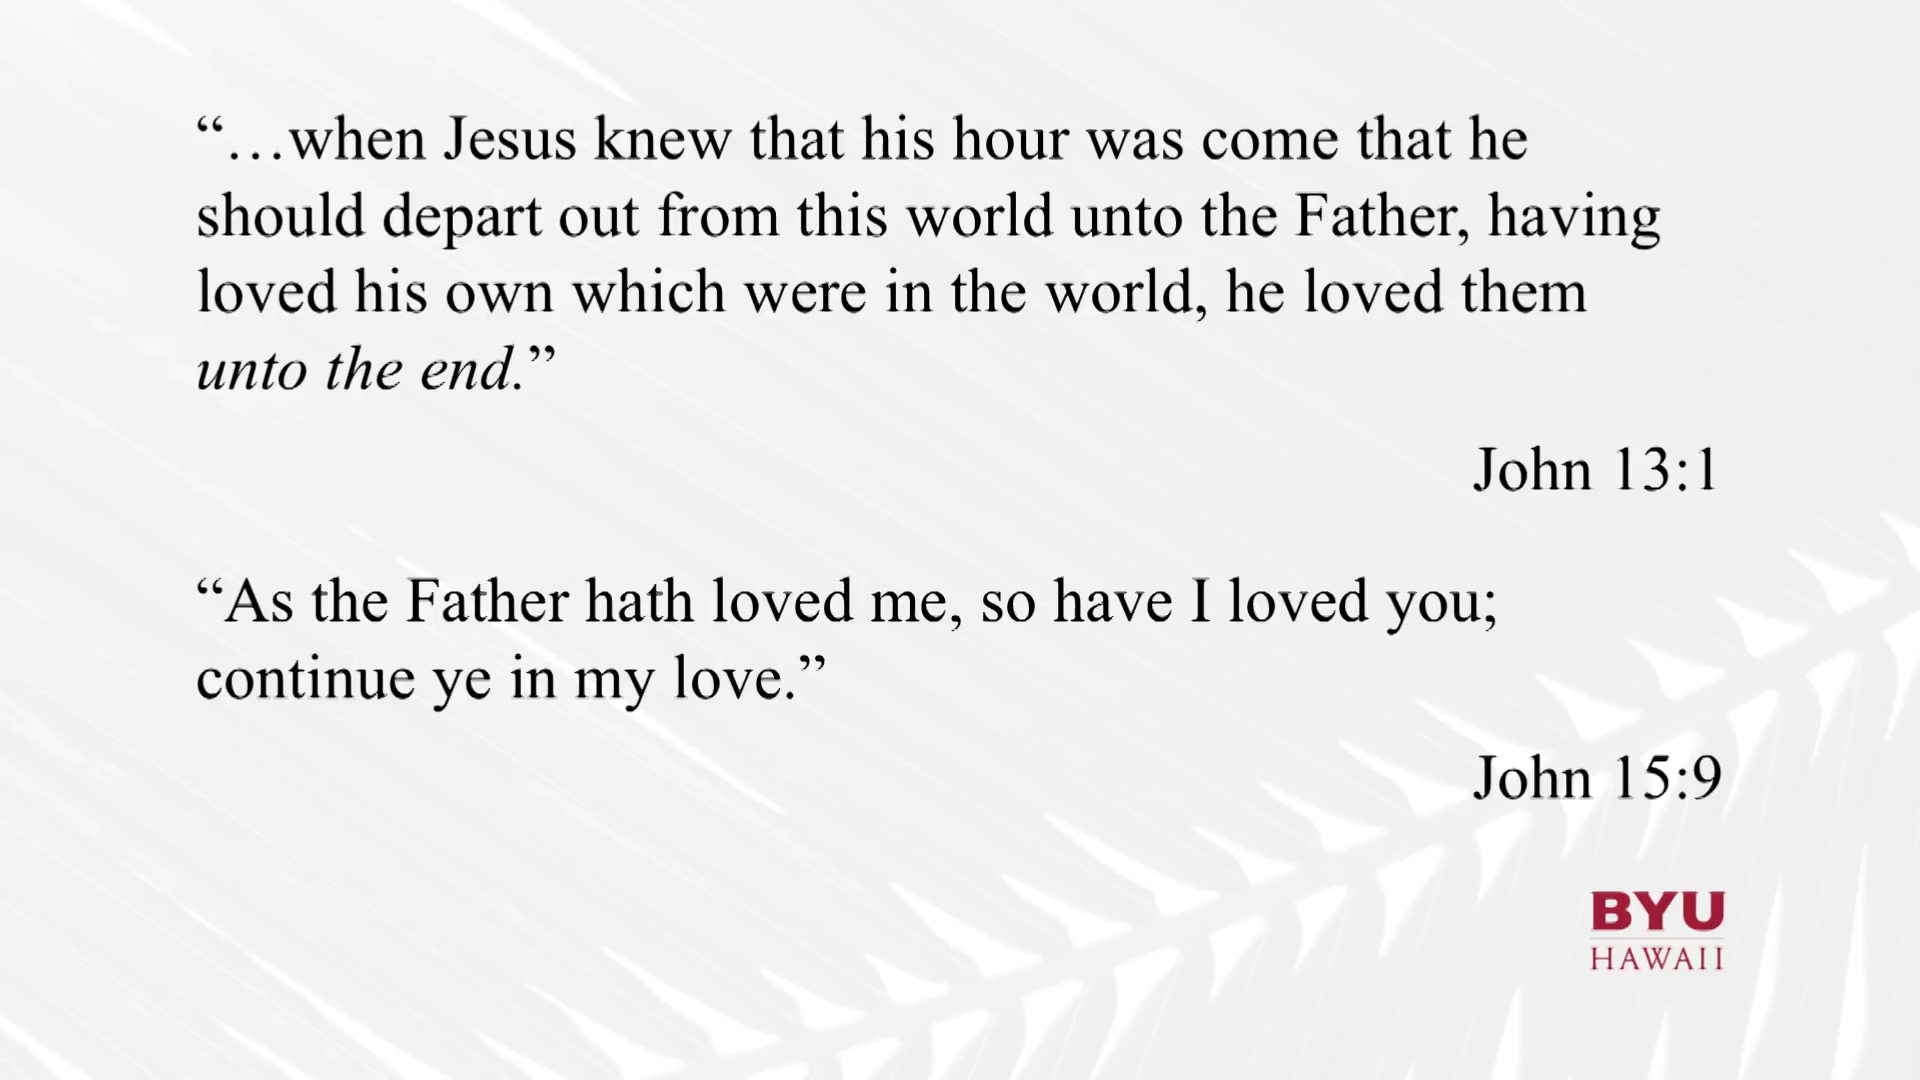 “…when Jesus knew that his hour was come that he
should depart out from this world unto the Father, having
loved his own which were in the world, he loved them
unto the end.”
John 13:1
“As the Father hath loved me, so have I loved you;
continue ye in my love.”
John 15:9
BYU
HAWAII